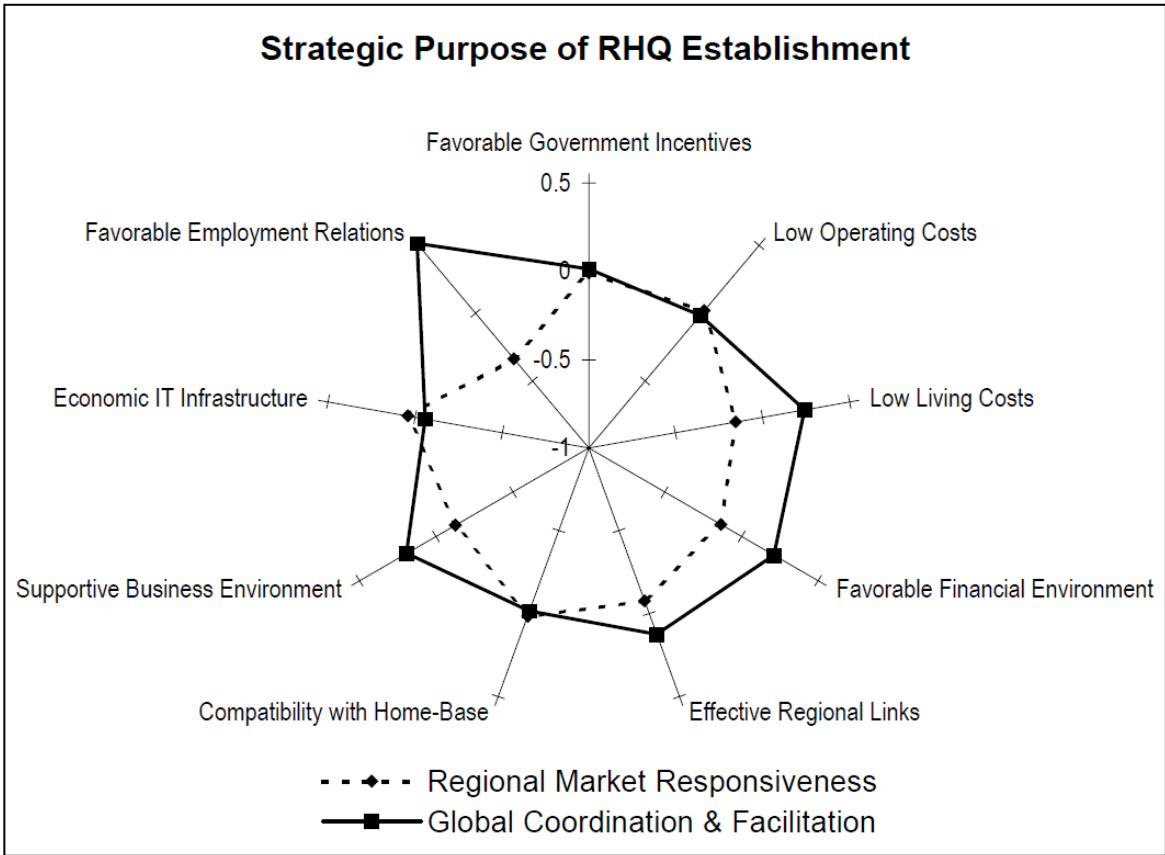 Strategic Purpose of RHQ Establishment
Favorable Government Incentives
0.5
Favorable Employment Relations
Low Operating Costs
0
-0.5
Economic IT Infrastructure
Low Living Costs
-1
Supportive Business Environment
Favorable Financial Environment
Compatibility with Home-Base
Effective Regional Links
Regional Market Responsiveness
Global Coordination & Facilitation